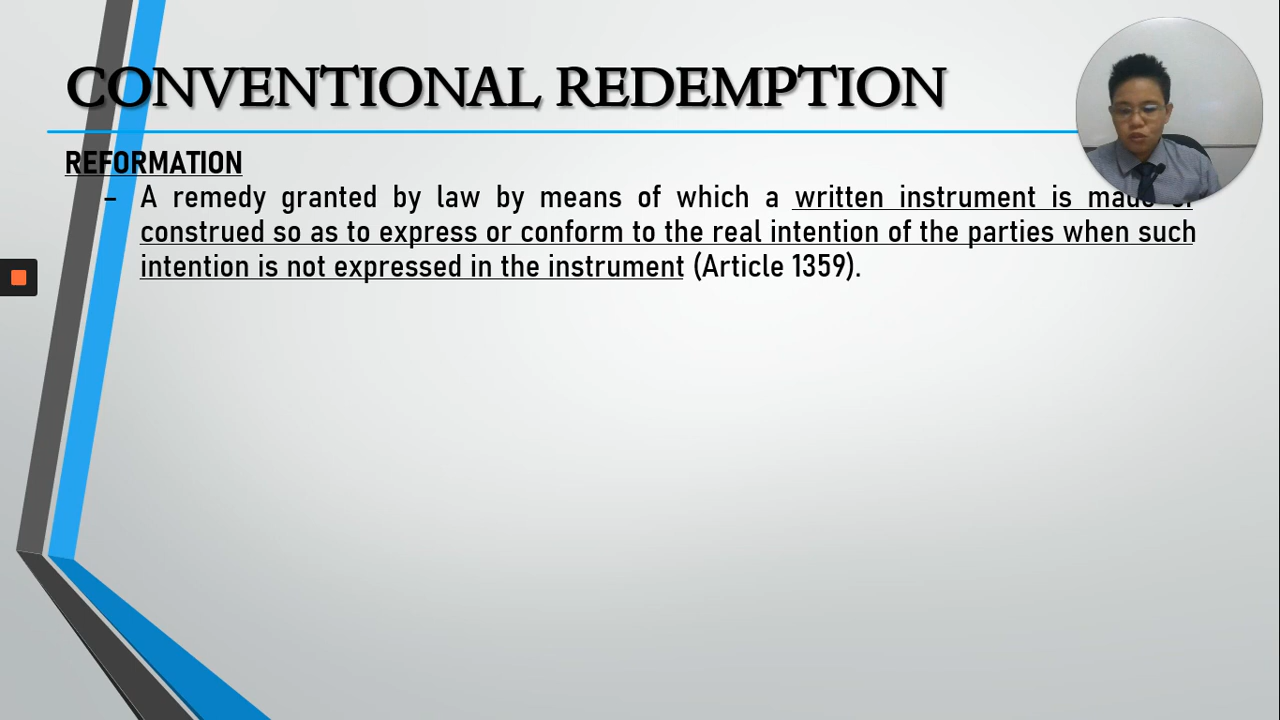 CONVENTIONAL REDEMPTION
REFORMATION
- A remedy granted by law by means of which a written instrument is made or
construed so as to express or conform to the real intention of the parties when such
intention is not expressed in the instrument (Article 1359).